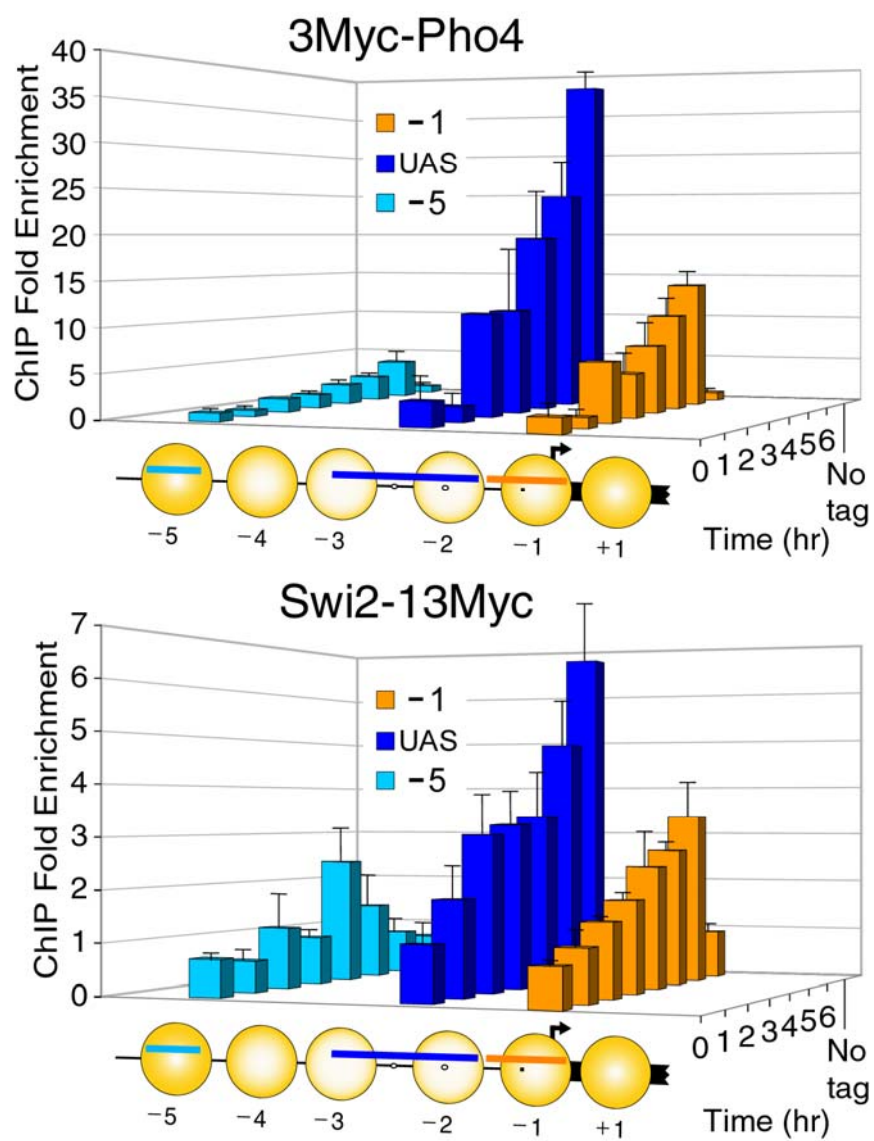 3Myc-Pho4
ChIP Fold Enrichment
40
35
30
25
20
15
10
5
0
−1
UAS
−5
0 1 2 3 4 5 6
No
tag
Time (hr)
−5 −4 −3 −2 −1 +1
Swi2-13Myc
ChIP Fold Enrichment
7
6
5
4
3
2
1
0
−1
UAS
−5
0 1 2 3 4 5 6
No
tag
Time (hr)
−5 −4 −3 −2 −1 +1